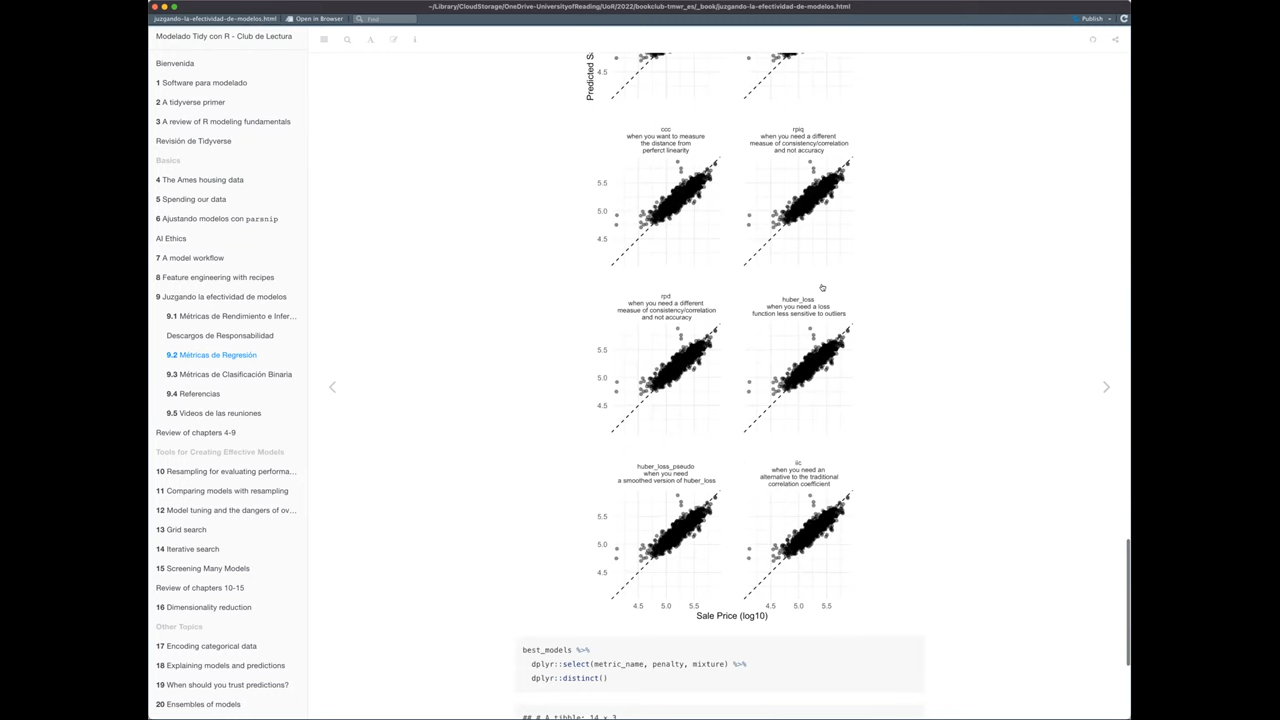 ~/Library/CloudStorage/OneDrive-UniversityofReading/UoR/2022/bookclub-tmwr_es/_book/juzgando-la-efectividad-de-modelos.html
juzgando-la-efectividad-de-modelos.html
Open in Browser
Find
Publish
Modelado Tidy con R - Club de Lectura
Bienvenida
1 Software para modelado
2 A tidyverse primer
3 A review of R modeling fundamentals
Revisión de Tidyverse
Basics
4 The Ames housing data
5 Spending our data
6 Ajustando modelos con parsnip
AI Ethics
7 A model workflow
8 Feature engineering with recipes
9 Juzgando la efectividad de modelos
9.1 Métricas de Rendimiento e Infer...
Descargos de Responsabilidad
9.2 Métricas de Regresión
9.3 Métricas de Clasificación Binaria
9.4 Referencias
9.5 Videos de las reuniones
Review of chapters 4-9
Tools for Creating Effective Models
10 Resampling for evaluating performa...
11 Comparing models with resampling
12 Model tuning and the dangers of ov...
13 Grid search
14 Iterative search
15 Screening Many Models
Review of chapters 10-15
16 Dimensionality reduction
Other Topics
17 Encoding categorical data
18 Explaining models and predictions
19 When should you trust predictions?
20 Ensembles of models
Predicted Sa
4.5
ccc
when you want to measure
the distance from
perferct linearity
rpiq
when you need a different
measue of consistency/correlation
and not accuracy
5.5
5.0
4.5
rpd
when you need a different
measue of consistency/correlation
and not accuracy
huber_loss
when you need a loss
function less sensitive to outliers
5.5
5.0
4.5
huber_loss_pseudo
when you need
a smoothed version of huber_loss
iic
when you need an
alternative to the traditional
correlation coefficient
5.5
5.0
4.5
4.5 5.0 5.5 4.5 5.0 5.5
Sale Price (log10)
best_models %>%
dplyr::select(metric_name, penalty, mixture) %>%
dplyr::distinct()
## # A tibble: 14 × 3